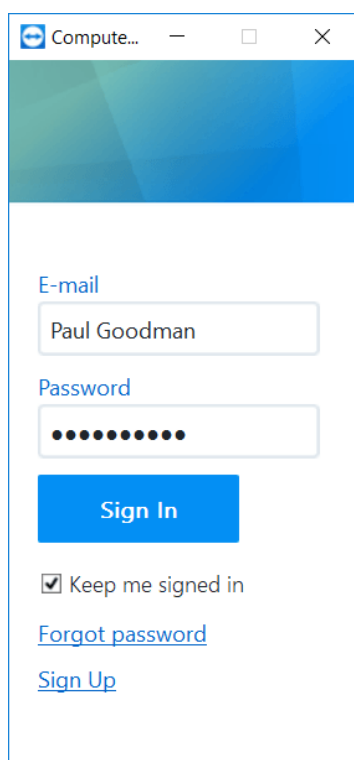 Compute...
E-mail
Paul Goodman
Password
●●●●●●●●●●
Sign In
Keep me signed in
Forgot password
Sign Up